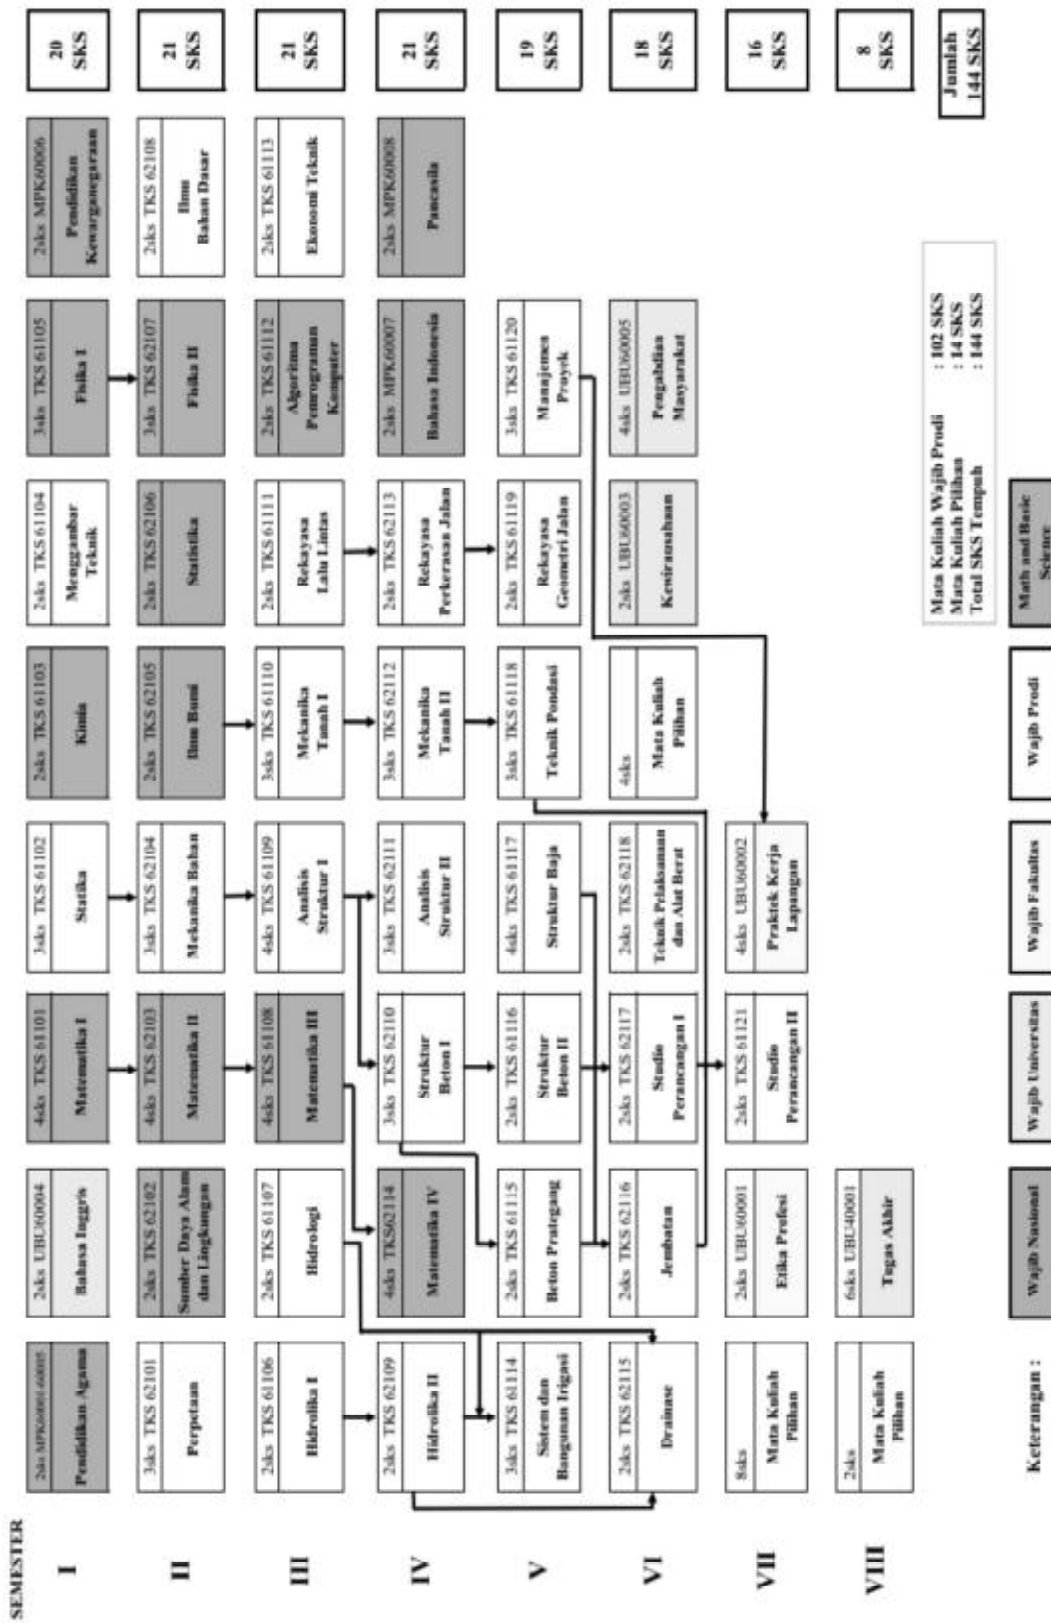 SEMESTER
I
2sks MPK60001-60005
Pendidikan Agama
2sks UBU60004
Bahasa Inggris
4sks TKS 61101
Matematika I
3sks TKS 61102
Statika
2sks TKS 61103
Kimia
2sks TKS 61104
Menggambar
Teknik
3sks TKS 61105
Fisika I
2sks MPK60006
Pendidikan
Kewarganegaraan
20
SKS
II
3sks TKS 62101
Perpetaan
2sks TKS 62102
Sumber Daya Alam
dan Lingkungan
4sks TKS 62103
Matematika II
3sks TKS 62104
Mekanika Bahan
2sks TKS 62105
Ilmu Bumi
2sks TKS 62106
Statistika
3sks TKS 62107
Fisika II
2sks TKS 62108
Ilmu
Bahan Dasar
21
SKS
III
2sks TKS 61106
Hidrolika I
2sks TKS 61107
Hidrologi
4sks TKS 61108
Matematika III
4sks TKS 61109
Analisis
Struktur I
3sks TKS 61110
Mekanika
Tanah I
2sks TKS 61111
Rekayasa
Lalu Lintas
2sks TKS 61112
Algoritma
Pemrograman
Komputer
2sks TKS 61113
Ekonomi Teknik
21
SKS
IV
2sks TKS 62109
Hidrolika II
4sks TKS62114
Matematika IV
3sks TKS 62110
Struktur
Beton I
3sks TKS 62111
Analisis
Struktur II
3sks TKS 62112
Mekanika
Tanah II
2sks TKS 62113
Rekayasa
Perkerasan Jalan
2sks MPK60007
Bahasa Indonesia
2sks MPK60008
Pancasila
21
SKS
V
3sks TKS 61114
Sistem dan
Bangunan Irigasi
2sks TKS 61115
Beton Prategang
2sks TKS 61116
Struktur
Beton II
4sks TKS 61117
Struktur Baja
3sks TKS 61118
Teknik Pondasi
2sks TKS 61119
Rekayasa
Geometri Jalan
3sks TKS 61120
Manajemen
Proyek
19
SKS
VI
2sks TKS 62115
Drainase
2sks TKS 62116
Jembatan
2sks TKS 62117
Studio
Perancangan I
2sks TKS 62118
Teknik Pelaksanaan
dan Alat Berat
4sks
Mata Kuliah
Pilihan
2sks UBU60003
Kewirausahaan
4sks UBU60005
Pengabdian
Masyarakat
18
SKS
VII
8sks
Mata Kuliah
Pilihan
2sks UBU60001
Etika Profesi
2sks TKS 61121
Studio
Perancangan II
4sks UBU60002
Praktek Kerja
Lapangan
16
SKS
VIII
2sks
Mata Kuliah
Pilihan
6sks UBU40001
Tugas Akhir
8
SKS
Jumlah
144 SKS
Mata Kuliah Wajib Prodi : 102 SKS
Mata Kuliah Pilihan : 14 SKS
Total SKS Tempuh : 144 SKS
Keterangan :
Wajib Nasional
Wajib Universitas
Wajib Fakultas
Wajib Prodi
Math and Basic
Science